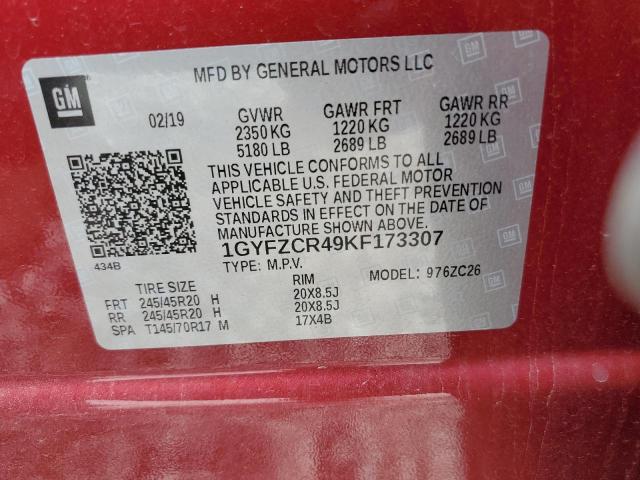 GM
MFD BY GENERAL MOTORS LLC
02/19
GVWR GAWR FRT GAWR RR
2350 KG 1220 KG 1220 KG
5180 LB 2689 LB 2689 LB
THIS VEHICLE CONFORMS TO ALL
APPLICABLE U.S. FEDERAL MOTOR
VEHICLE SAFETY AND THEFT PREVENTION
STANDARDS IN EFFECT ON THE DATE OF
MANUFACTURE SHOWN ABOVE.
1GYFZCR49KF173307
434B
TYPE: M.P.V. MODEL: 976ZC26
TIRE SIZE RIM
FRT 245/45R20 H 20X8.5J
RR 245/45R20 H 20X8.5J
SPA T145/70R17 M 17X4B